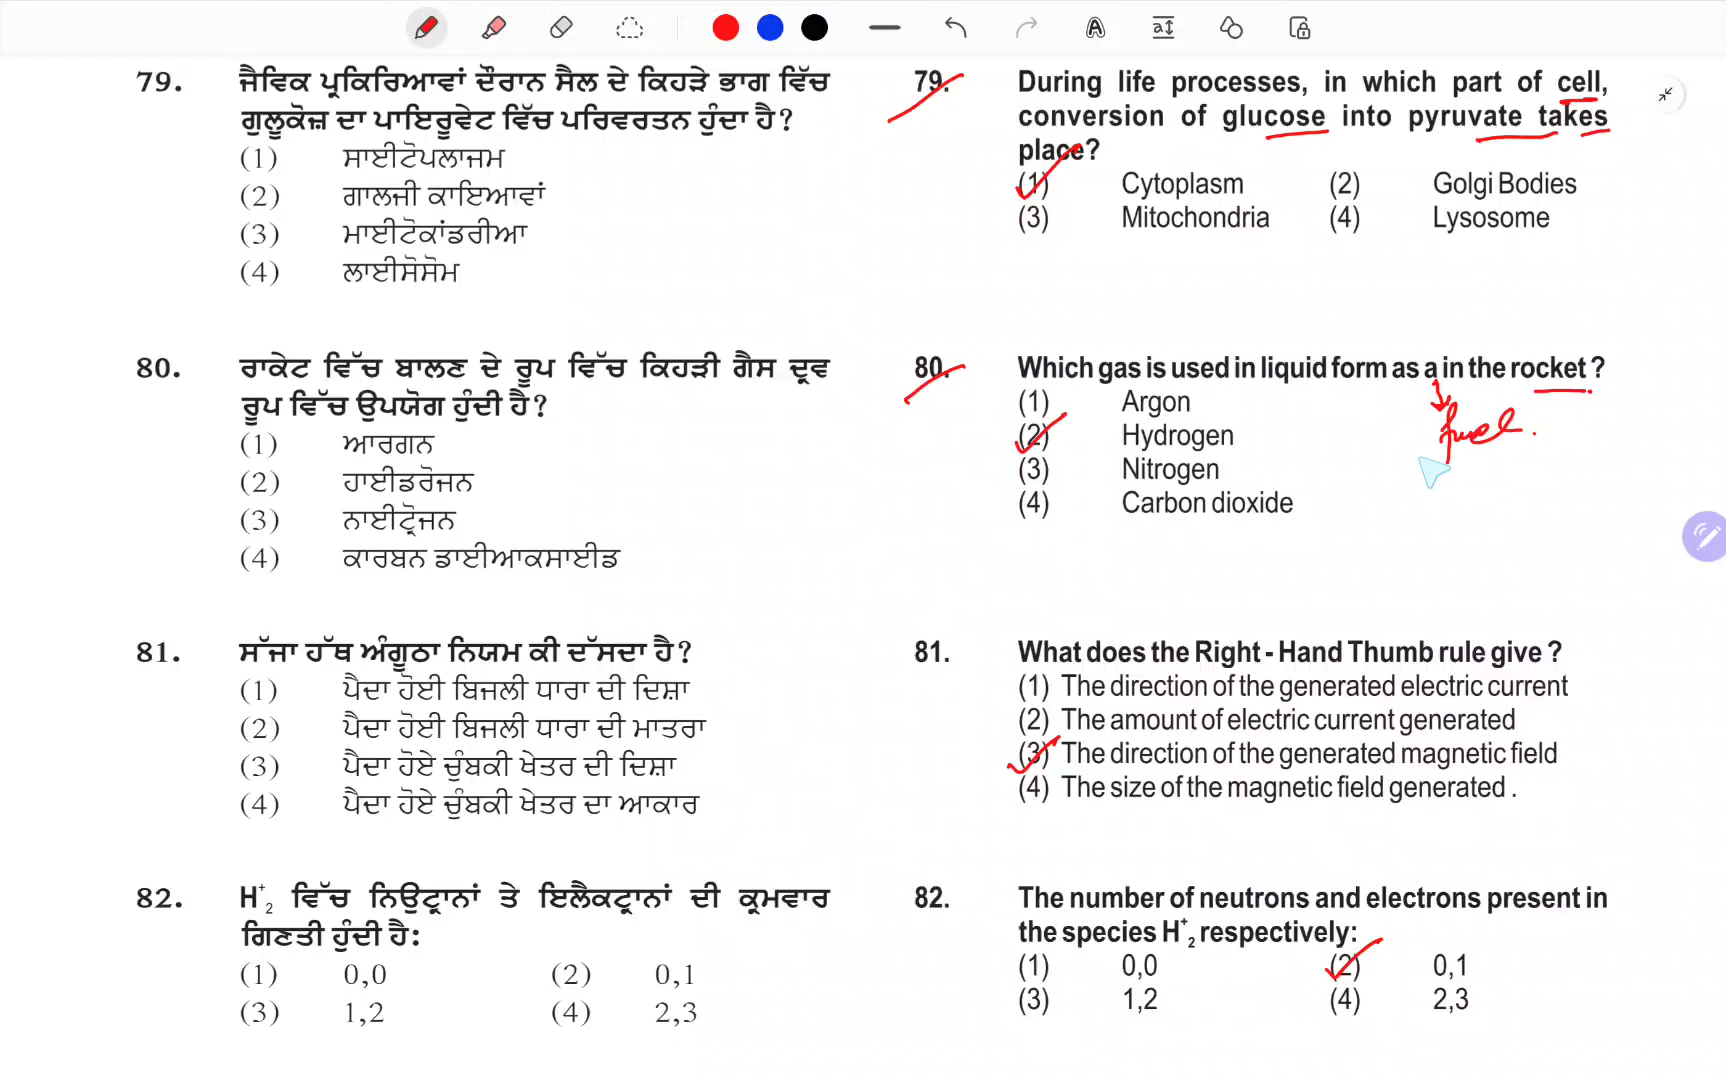 79. ਜੈਵਿਕ ਪ੍ਰਕਿਰਿਆਵਾਂ ਦੌਰਾਨ ਸੈਲ ਦੇ ਕਿਹੜੇ ਭਾਗ ਵਿੱਚ
ਗੁਲੂਕੋਜ਼ ਦਾ ਪਾਇਰੂਵੇਟ ਵਿੱਚ ਪਰਿਵਰਤਨ ਹੁੰਦਾ ਹੈ?
(1) ਸਾਈਟੋਪਲਾਜਮ
(2) ਗਾਲਜੀ ਕਾਇਆਵਾਂ
(3) ਮਾਈਟੋਕਾਂਡਰੀਆ
(4) ਲਾਈਸੋਸੋਮ
80. ਰਾਕੇਟ ਵਿੱਚ ਬਾਲਣ ਦੇ ਰੂਪ ਵਿੱਚ ਕਿਹੜੀ ਗੈਸ ਦ੍ਰਵ
ਰੂਪ ਵਿੱਚ ਉਪਯੋਗ ਹੁੰਦੀ ਹੈ?
(1) ਆਰਗਨ
(2) ਹਾਈਡਰੋਜਨ
(3) ਨਾਈਟ੍ਰੋਜਨ
(4) ਕਾਰਬਨ ਡਾਈਆਕਸਾਈਡ
81. ਸੱਜਾ ਹੱਥ ਅੰਗੂਠਾ ਨਿਯਮ ਕੀ ਦੱਸਦਾ ਹੈ?
(1) ਪੈਦਾ ਹੋਈ ਬਿਜਲੀ ਧਾਰਾ ਦੀ ਦਿਸ਼ਾ
(2) ਪੈਦਾ ਹੋਈ ਬਿਜਲੀ ਧਾਰਾ ਦੀ ਮਾਤਰਾ
(3) ਪੈਦਾ ਹੋਏ ਚੁੰਬਕੀ ਖੇਤਰ ਦੀ ਦਿਸ਼ਾ
(4) ਪੈਦਾ ਹੋਏ ਚੁੰਬਕੀ ਖੇਤਰ ਦਾ ਆਕਾਰ
82. H⁺₂ ਵਿੱਚ ਨਿਉਟ੍ਰਾਨਾਂ ਤੇ ਇਲੈਕਟ੍ਰਾਨਾਂ ਦੀ ਕ੍ਰਮਵਾਰ
ਗਿਣਤੀ ਹੁੰਦੀ ਹੈ:
(1) 0,0 (2) 0,1
(3) 1,2 (4) 2,3
79. During life processes, in which part of cell,
conversion of glucose into pyruvate takes
place?
(1) Cytoplasm (2) Golgi Bodies
(3) Mitochondria (4) Lysosome
80. Which gas is used in liquid form as a in the rocket ?
fuel.
(1) Argon
(2) Hydrogen
(3) Nitrogen
(4) Carbon dioxide
81. What does the Right - Hand Thumb rule give ?
(1) The direction of the generated electric current
(2) The amount of electric current generated
(3) The direction of the generated magnetic field
(4) The size of the magnetic field generated .
82. The number of neutrons and electrons present in
the species H⁺₂ respectively:
(1) 0,0 (2) 0,1
(3) 1,2 (4) 2,3